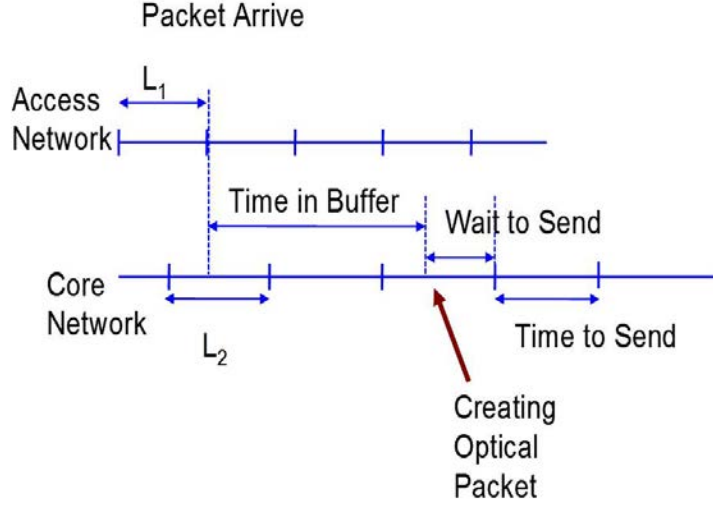 Packet Arrive
L₁
Access
Network
Time in Buffer
Wait to Send
Core
Network
L₂
Time to Send
Creating
Optical
Packet